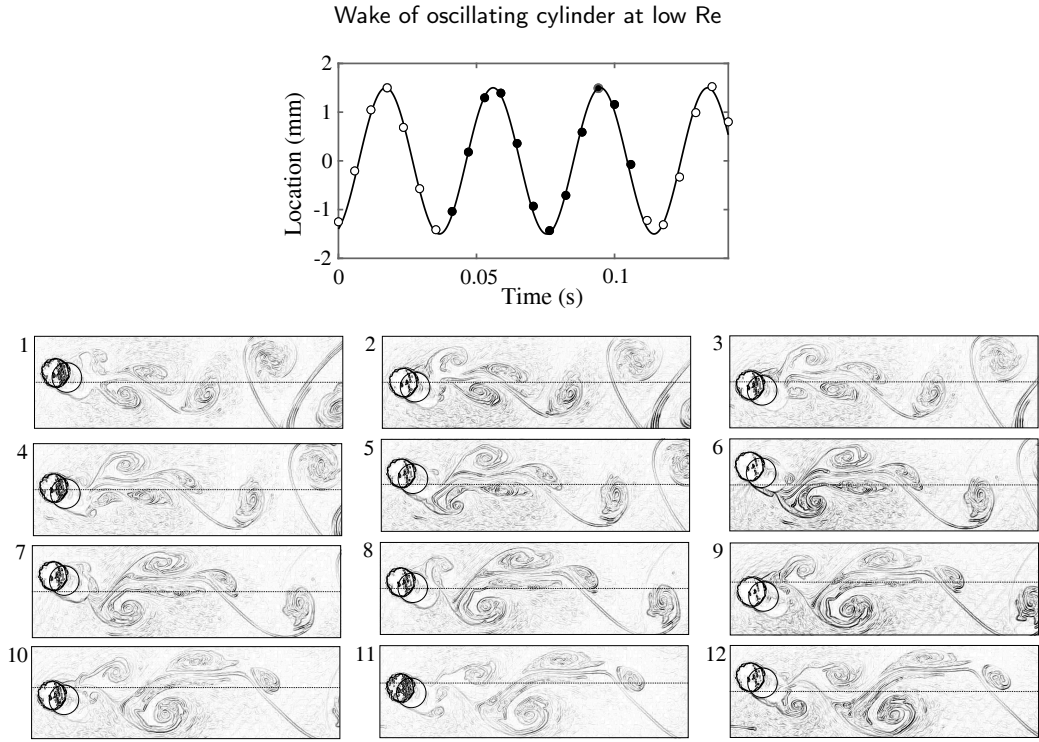 Wake of oscillating cylinder at low Re
2
1
0
-1
-2
Location (mm)
0 0.05 0.1
Time (s)
1 2 3
4 5 6
7 8 9
10 11 12